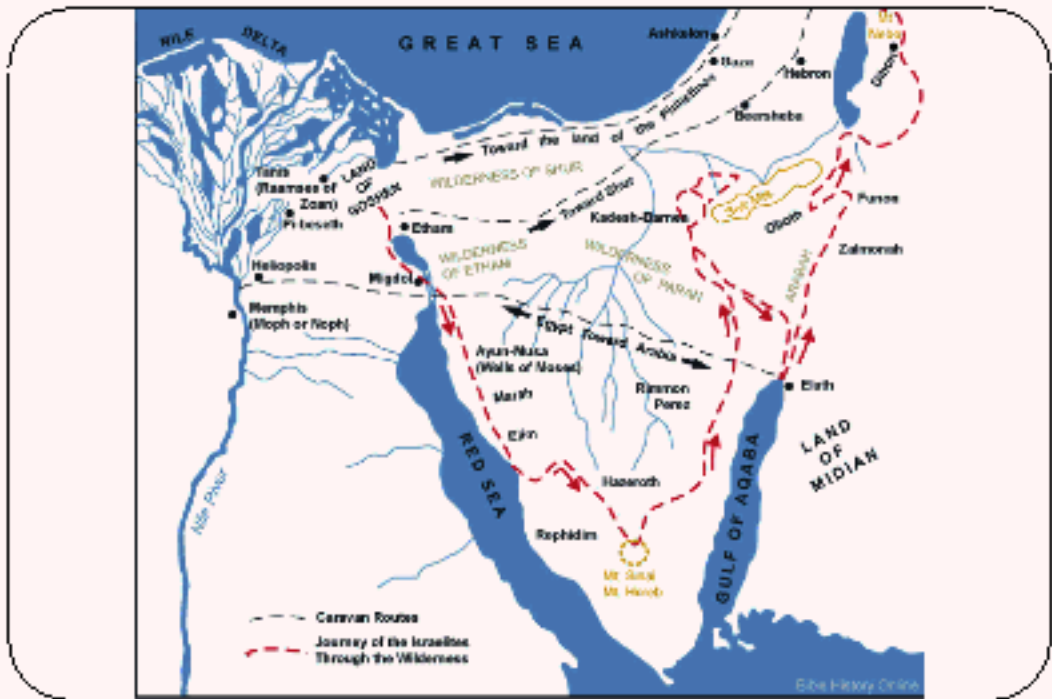 NILE DELTA
GREAT SEA
Ashkelon
Gaza
Hebron
Beersheba
Mt.
Nebo
Dibon
Toward the land of the Philistines
LAND
OF
GOSHEN
WILDERNESS OF SHUR
Toward Shur
Tanis
(Raamses of
Zoan)
Pi-beseth
Etham
Kadesh-Barnea
Oboth
Punon
Zalmonah
ARABAH
WILDERNESS
OF ETHAM
WILDERNESS
OF PARAN
Heliopolis
Migdol
Memphis
(Moph or Noph)
Egypt Toward Arabia
Ayun-Musa
(Wells of Moses)
Marah
Elim
Rimmon
Perez
Elath
LAND
OF
MIDIAN
RED SEA
GULF OF AQABA
Hazeroth
Rephidim
Mt. Sinai
Mt. Horeb
Nile River
Caravan Routes
Journey of the Israelites
Through the Wilderness
Bible History Online